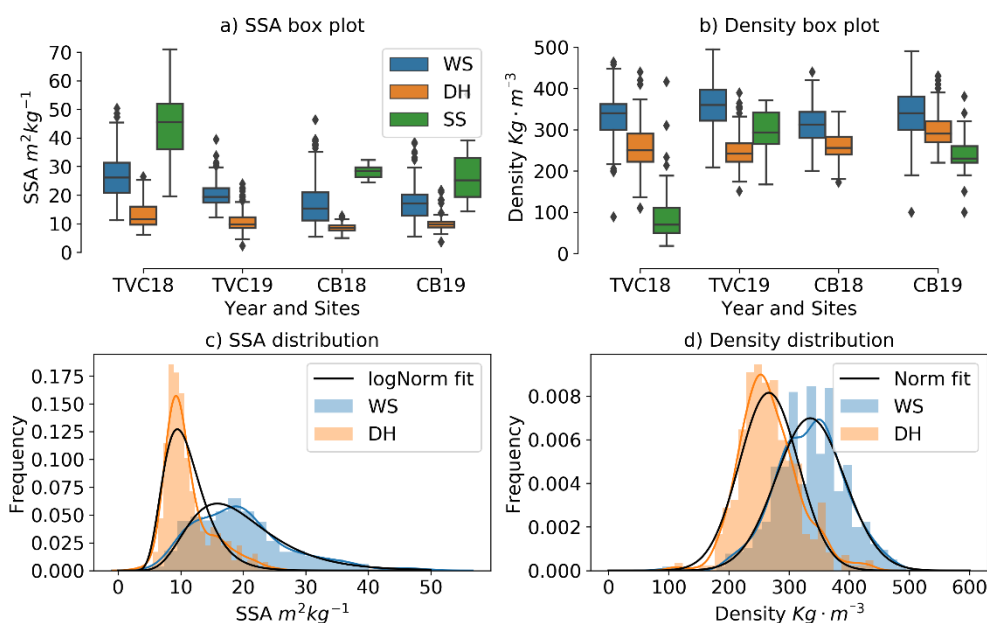 a) SSA box plot
SSA m²kg⁻¹
70
60
50
40
30
20
10
0
WS
DH
SS
TVC18 TVC19 CB18 CB19
Year and Sites
b) Density box plot
Density Kg · m⁻³
500
400
300
200
100
0
TVC18 TVC19 CB18 CB19
Year and Sites
c) SSA distribution
Frequency
0.175
0.150
0.125
0.100
0.075
0.050
0.025
0.000
logNorm fit
WS
DH
0 10 20 30 40 50
SSA m²kg⁻¹
d) Density distribution
Frequency
0.008
0.006
0.004
0.002
0.000
Norm fit
WS
DH
0 100 200 300 400 500 600
Density Kg · m⁻³